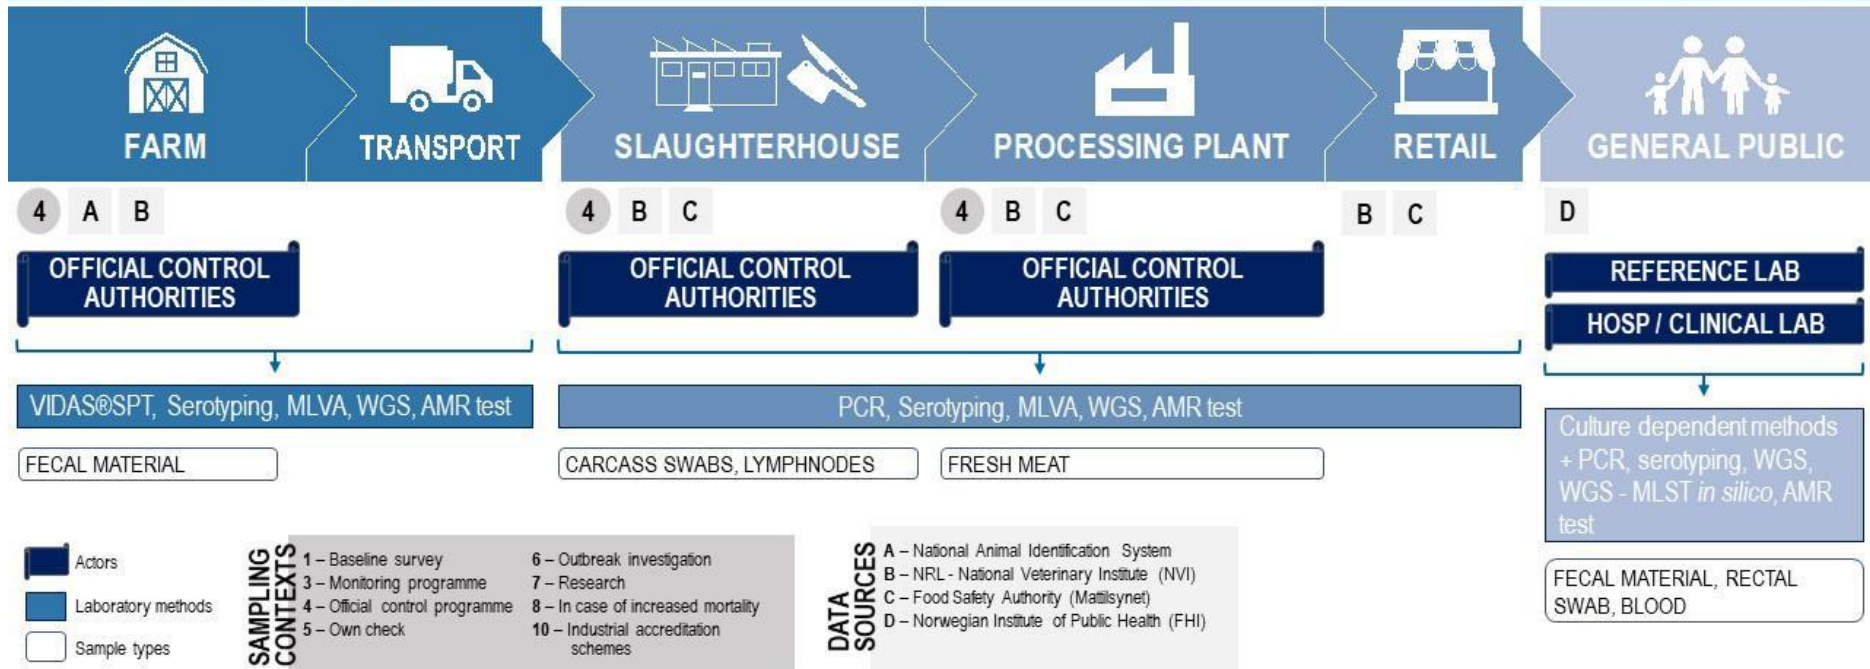 FARM
TRANSPORT
SLAUGHTERHOUSE
PROCESSING PLANT
RETAIL
GENERAL PUBLIC
4 A B
4 B C
4 B C
B C
D
OFFICIAL CONTROL
AUTHORITIES
OFFICIAL CONTROL
AUTHORITIES
OFFICIAL CONTROL
AUTHORITIES
REFERENCE LAB
HOSP / CLINICAL LAB
VIDAS®SPT, Serotyping, MLVA, WGS, AMR test
PCR, Serotyping, MLVA, WGS, AMR test
Culture dependent methods
+ PCR, serotyping, WGS,
WGS - MLST in silico, AMR
test
FECAL MATERIAL
CARCASS SWABS, LYMPHNODES
FRESH MEAT
FECAL MATERIAL, RECTAL
SWAB, BLOOD
Actors
Laboratory methods
Sample types
SAMPLING
CONTEXTS
1 – Baseline survey
3 – Monitoring programme
4 – Official control programme
5 – Own check
6 – Outbreak investigation
7 – Research
8 – In case of increased mortality
10 – Industrial accreditation
schemes
DATA
SOURCES
A – National Animal Identification System
B – NRL - National Veterinary Institute (NVI)
C – Food Safety Authority (Mattilsynet)
D – Norwegian Institute of Public Health (FHI)